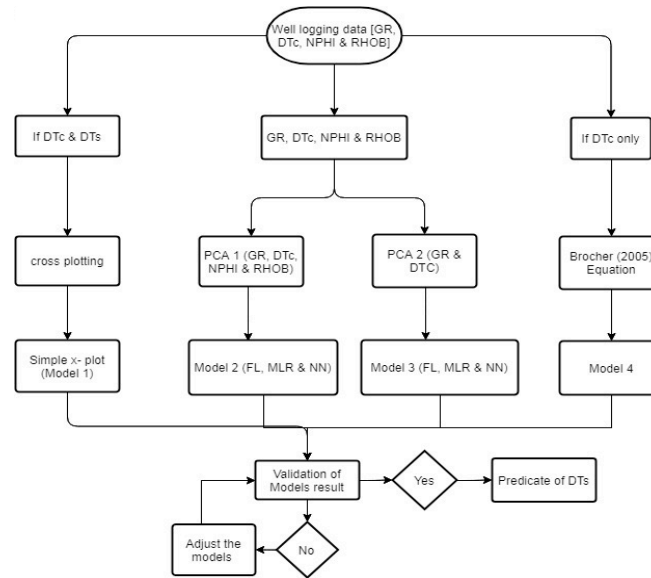 Well logging data [GR,
DTc, NPHI & RHOB]
If DTc & DTs
GR, DTc, NPHI & RHOB
If DTc only
cross plotting
PCA 1 (GR, DTc,
NPHI & RHOB)
PCA 2 (GR &
DTC)
Brocher (2005)
Equation
Simple x- plot
(Model 1)
Model 2 (FL, MLR & NN)
Model 3 (FL, MLR & NN)
Model 4
Validation of
Models result
Yes
Predicate of DTs
Adjust the
models
No